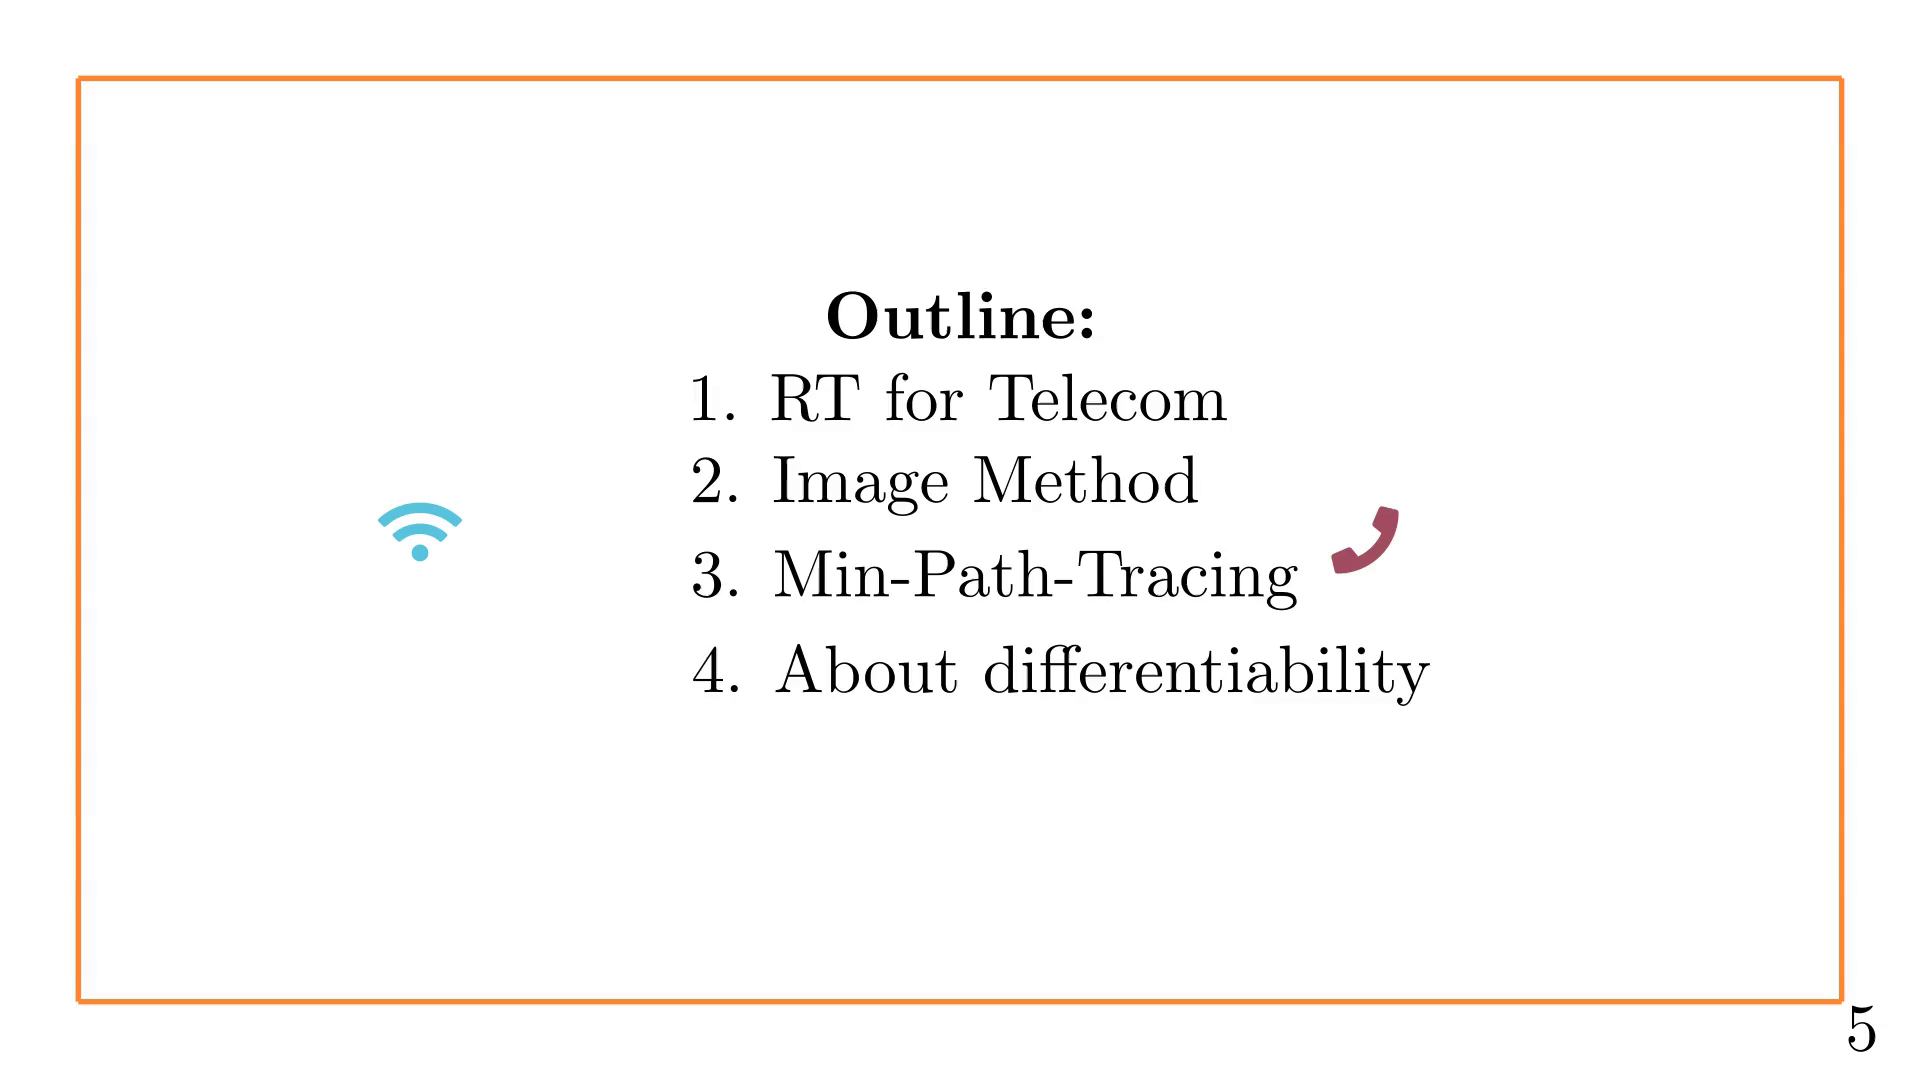 Outline:
1. RT for Telecom
2. Image Method
3. Min-Path-Tracing
4. About differentiability
5